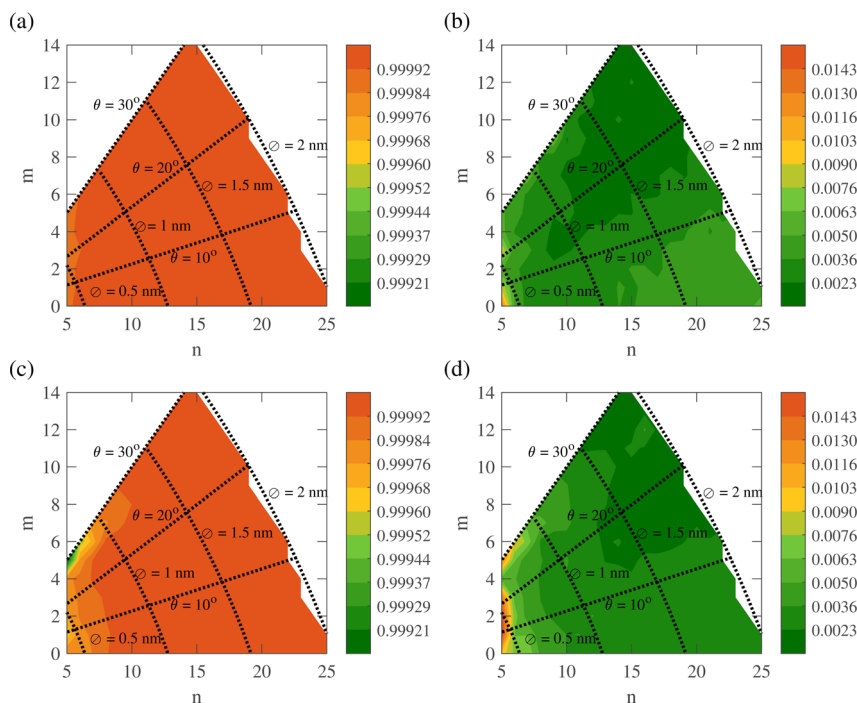 (a)
14
12
10
8
6
4
2
0
m
5
10
15
20
25
n
θ = 30°
θ = 20°
θ = 10°
∅ = 2 nm
∅ = 1.5 nm
∅= 1 nm
∅ = 0.5 nm
0.99992
0.99984
0.99976
0.99968
0.99960
0.99952
0.99944
0.99937
0.99929
0.99921
(b)
14
12
10
8
6
4
2
0
m
5
10
15
20
25
n
θ = 30°
θ = 20°
θ = 10°
∅ = 2 nm
∅ = 1.5 nm
∅= 1 nm
∅ = 0.5 nm
0.0143
0.0130
0.0116
0.0103
0.0090
0.0076
0.0063
0.0050
0.0036
0.0023
(c)
14
12
10
8
6
4
2
0
m
5
10
15
20
25
n
θ = 30°
θ = 20°
θ = 10°
∅ = 2 nm
∅ = 1.5 nm
∅= 1 nm
∅ = 0.5 nm
0.99992
0.99984
0.99976
0.99968
0.99960
0.99952
0.99944
0.99937
0.99929
0.99921
(d)
14
12
10
8
6
4
2
0
m
5
10
15
20
25
n
θ = 30°
θ = 20°
θ = 10°
∅ = 2 nm
∅ = 1.5 nm
∅= 1 nm
∅ = 0.5 nm
0.0143
0.0130
0.0116
0.0103
0.0090
0.0076
0.0063
0.0050
0.0036
0.0023